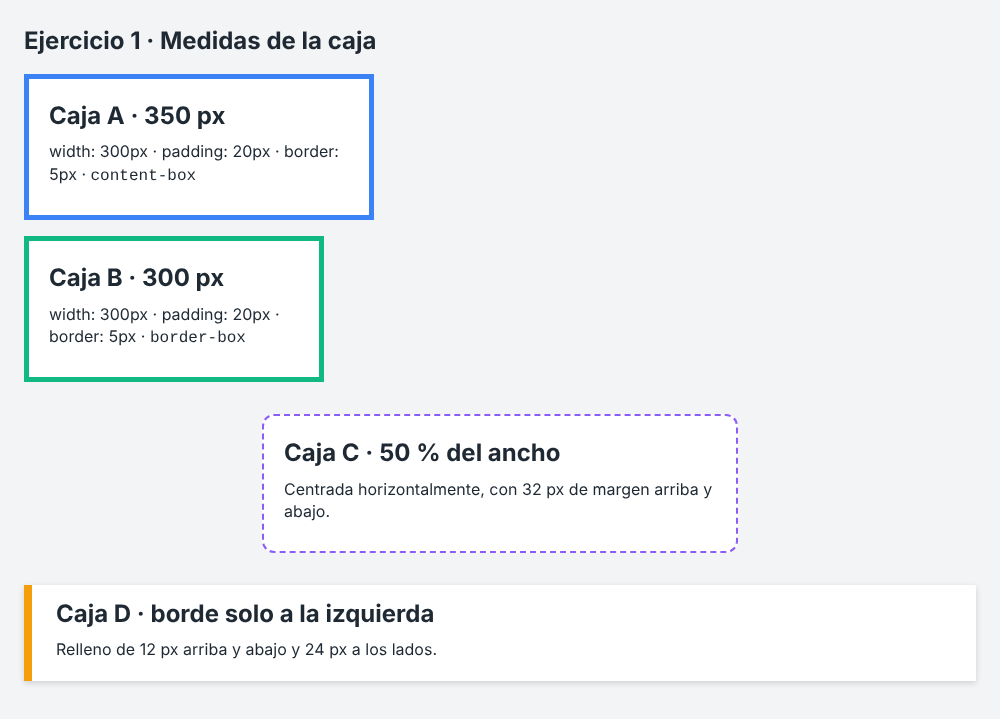 Ejercicio 1 · Medidas de la caja
Caja A · 350 px
width: 300px · padding: 20px · border:
5px · content-box
Caja B · 300 px
width: 300px · padding: 20px ·
border: 5px · border-box
Caja C · 50 % del ancho
Centrada horizontalmente, con 32 px de margen arriba y
abajo.
Caja D · borde solo a la izquierda
Relleno de 12 px arriba y abajo y 24 px a los lados.